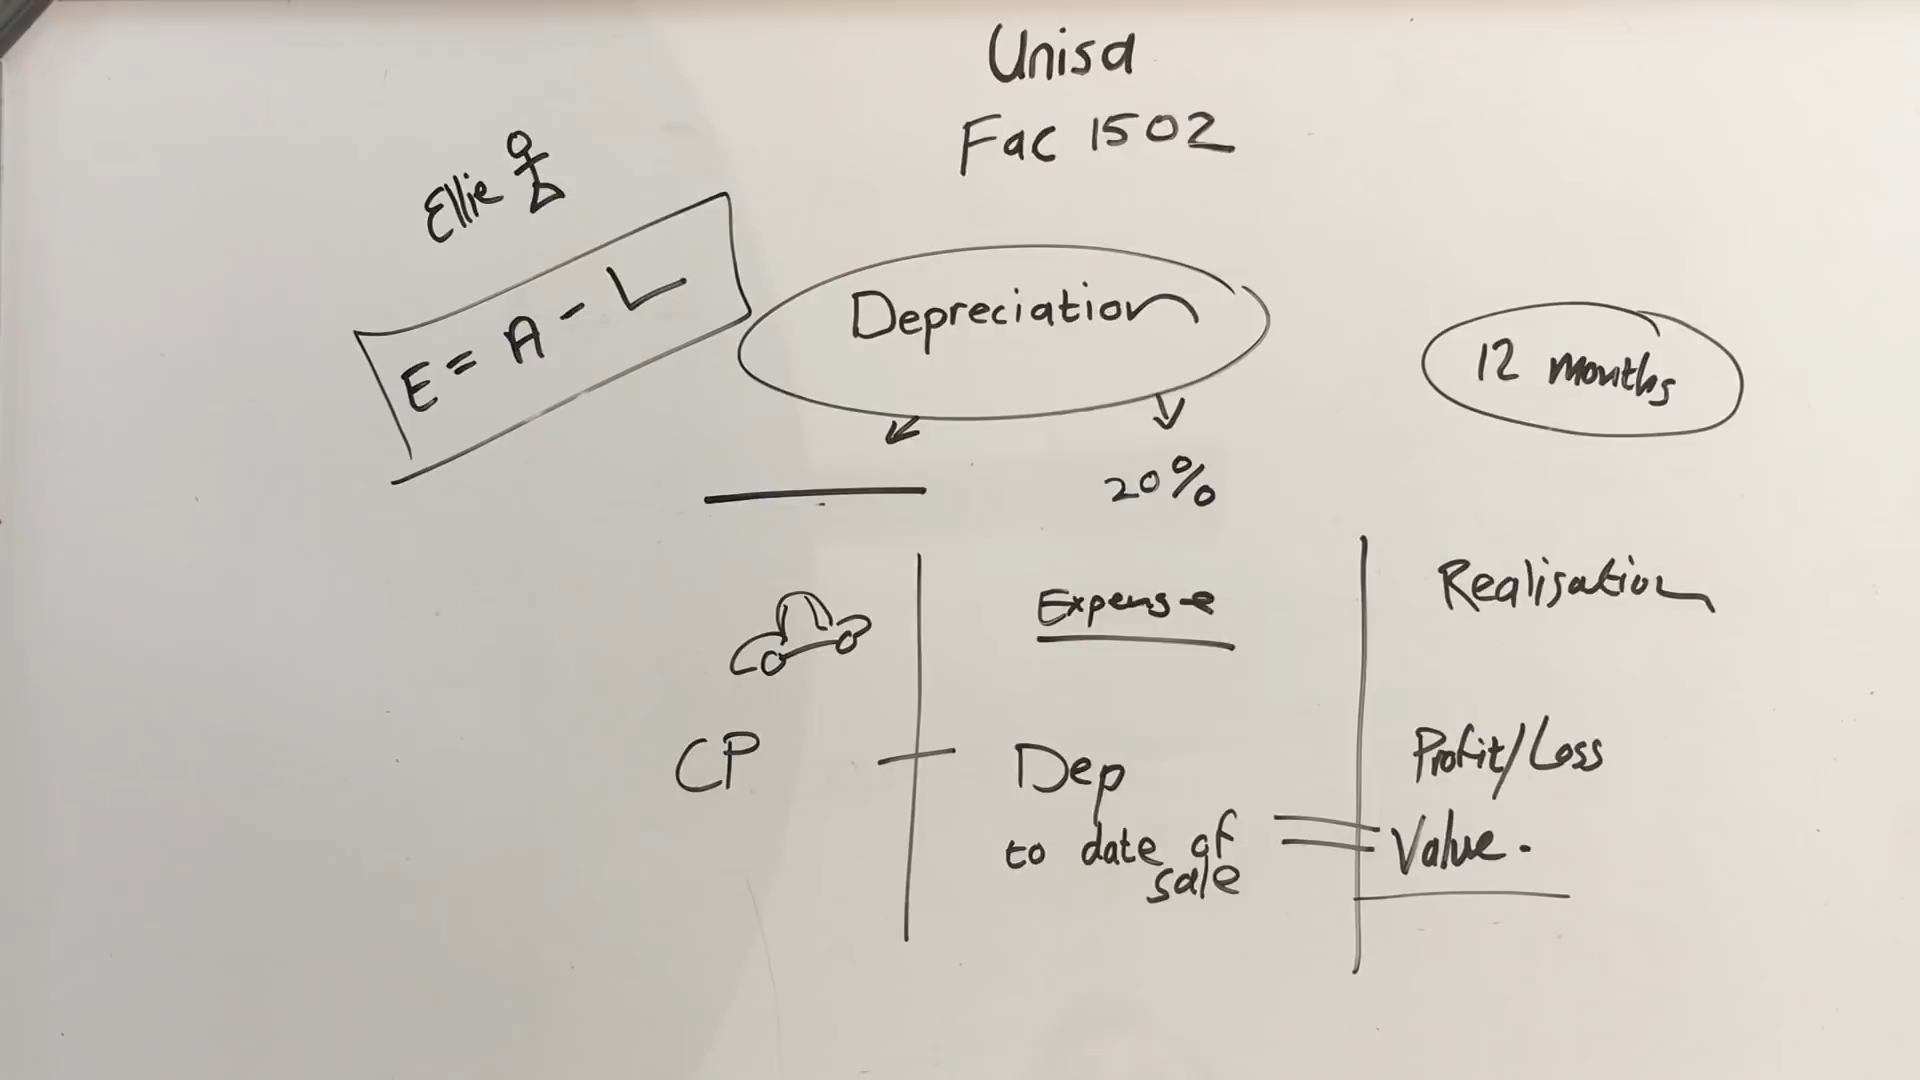 Unisa
Fac 1502
Ellie
E = A - L
Depreciation
12 months
20%
Expense
Realisation
CP - Dep
to date of
sale
=
Profit/Loss
Value.